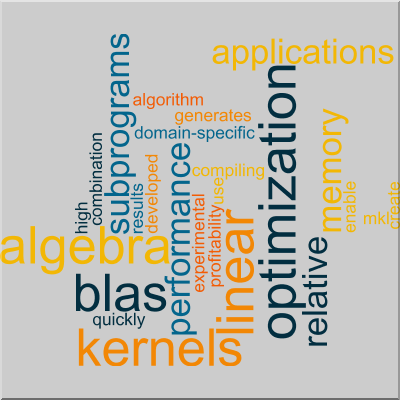 applications
subprograms
algorithm
optimization
generates
memory
domain-specific
combination
high
results
developed
performance
compiling
use
enable
create
mkl
experimental
profitability
linear
algebra
relative
blas
quickly
kernels